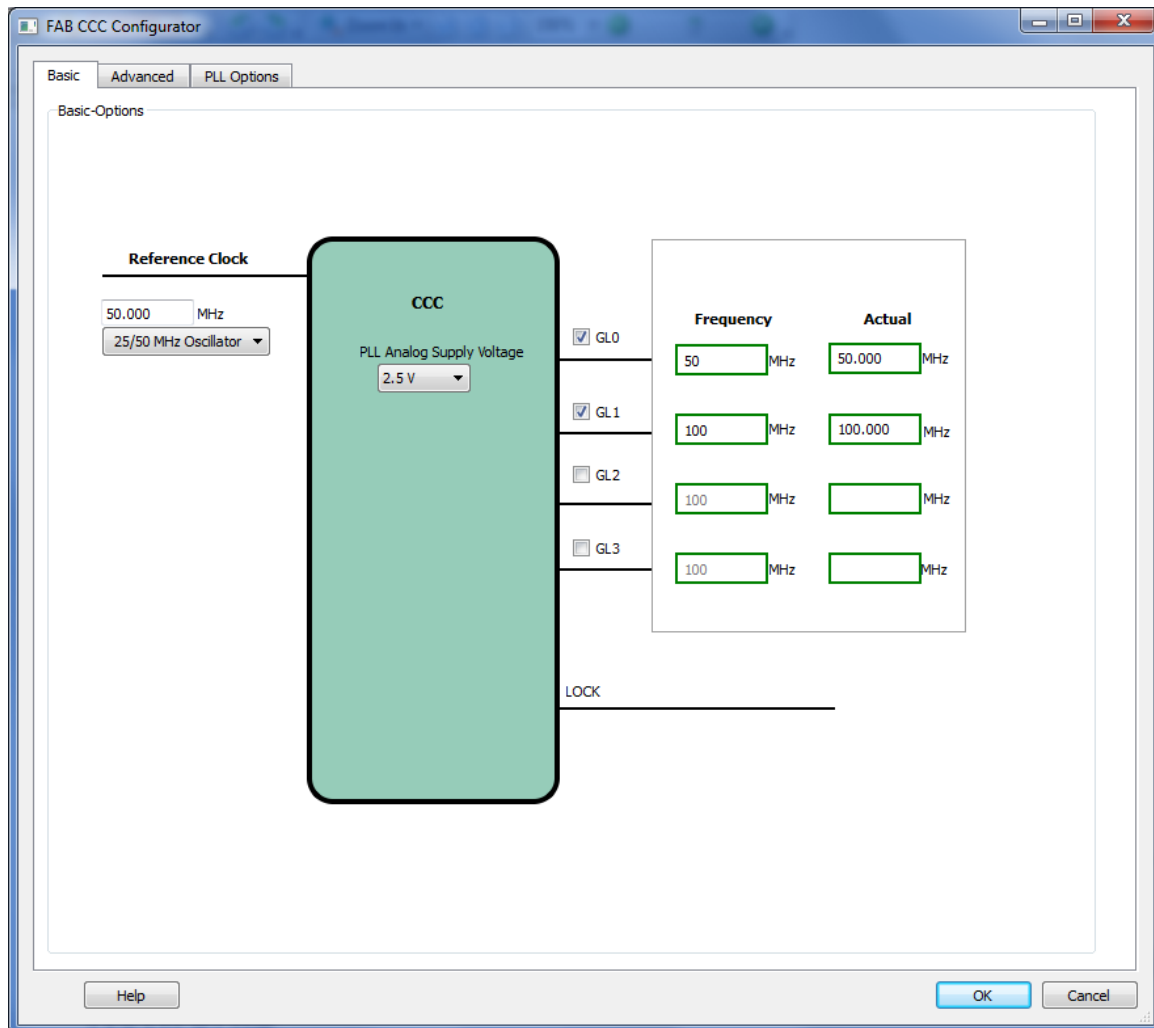 FAB CCC Configurator
Basic Advanced PLL Options
Basic-Options
Reference Clock
50.000 MHz
25/50 MHz Oscillator
CCC
PLL Analog Supply Voltage
2.5 V
Frequency Actual
GL0
50 MHz 50.000 MHz
GL1
100 MHz 100.000 MHz
GL2
100 MHz MHz
GL3
100 MHz MHz
LOCK
Help OK Cancel